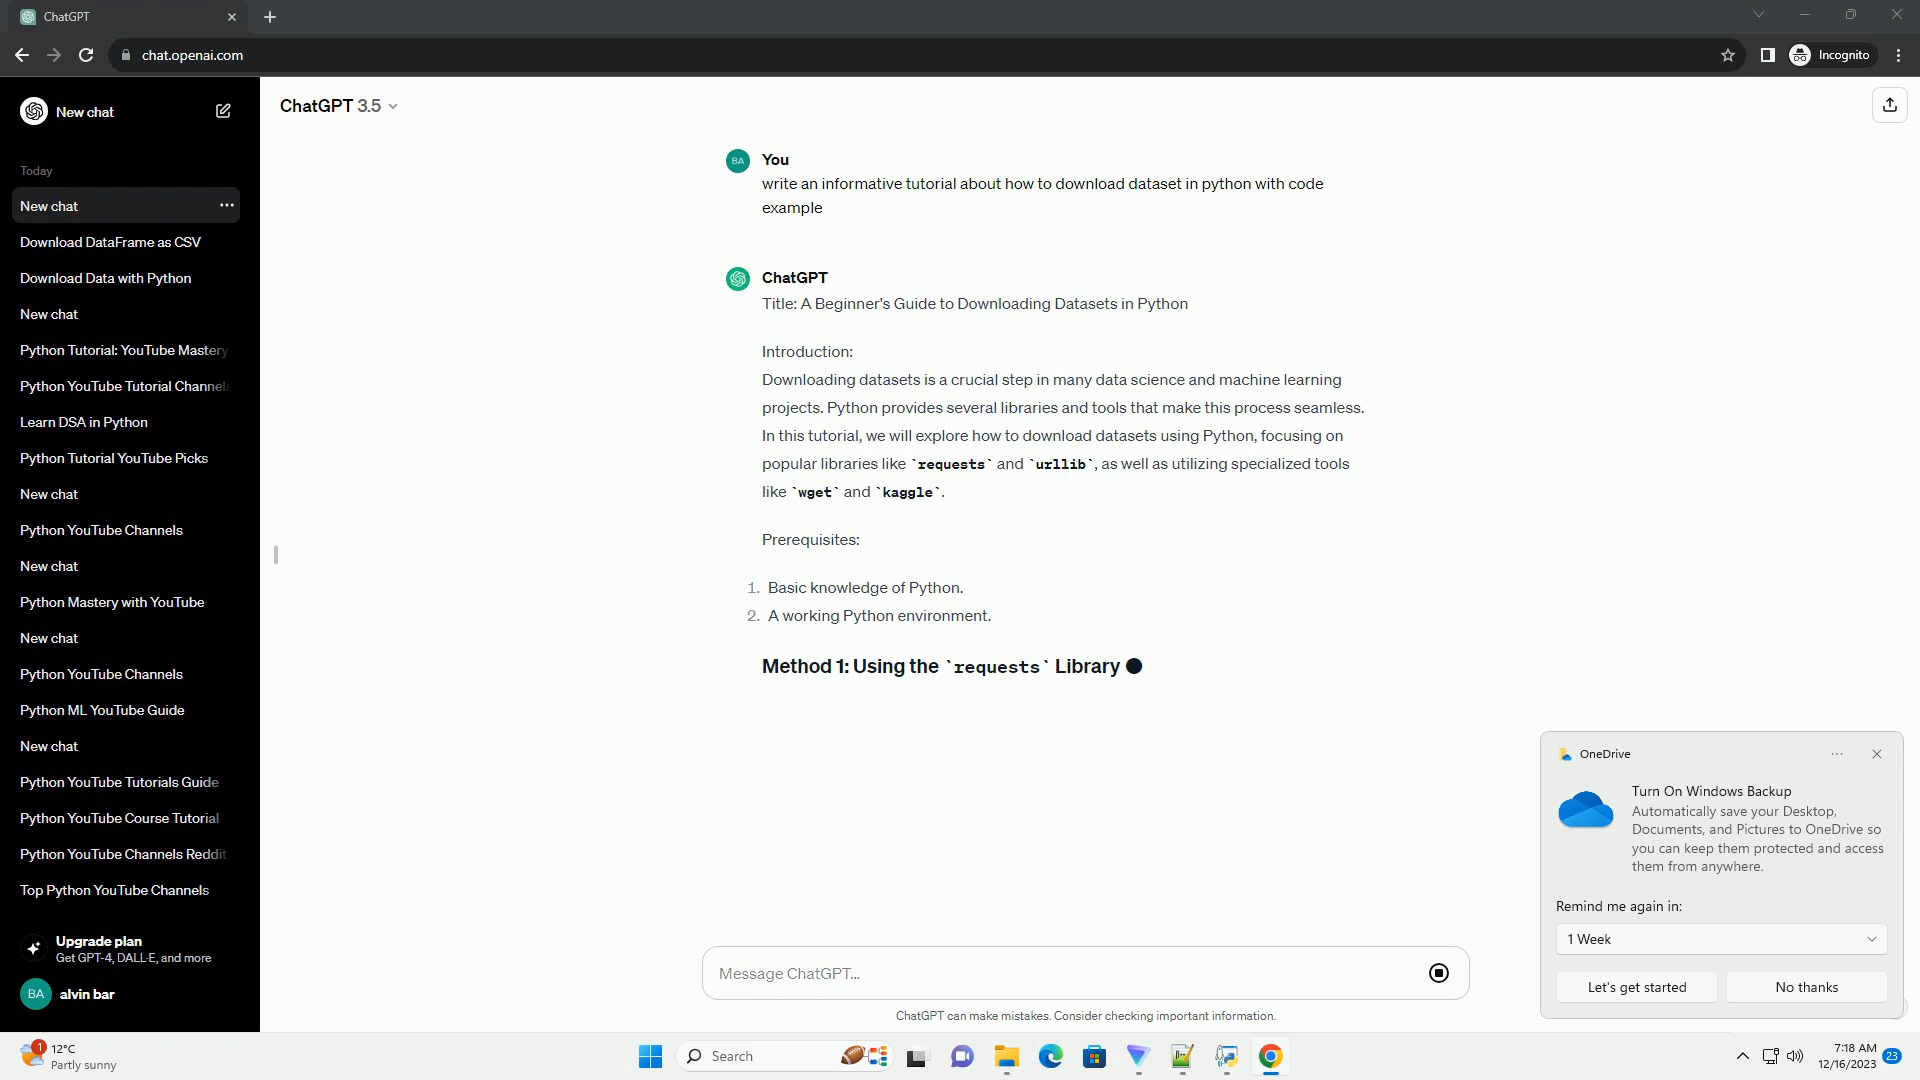 ChatGPT
chat.openai.com
Incognito
New chat
Today
New chat
Download DataFrame as CSV
Download Data with Python
New chat
Python Tutorial: YouTube Mastery
Python YouTube Tutorial Channels
Learn DSA in Python
Python Tutorial YouTube Picks
New chat
Python YouTube Channels
New chat
Python Mastery with YouTube
New chat
Python YouTube Channels
Python ML YouTube Guide
New chat
Python YouTube Tutorials Guide
Python YouTube Course Tutorial
Python YouTube Channels Reddit
Top Python YouTube Channels
Upgrade plan
Get GPT-4, DALL·E, and more
BA alvin bar
ChatGPT 3.5
BA You
write an informative tutorial about how to download dataset in python with code
example
ChatGPT
Title: A Beginner's Guide to Downloading Datasets in Python
Introduction:
Downloading datasets is a crucial step in many data science and machine learning
projects. Python provides several libraries and tools that make this process seamless.
In this tutorial, we will explore how to download datasets using Python, focusing on
popular libraries like `requests` and `urllib`, as well as utilizing specialized tools
like `wget` and `kaggle`.
Prerequisites:
1. Basic knowledge of Python.
2. A working Python environment.
Method 1: Using the `requests` Library
Message ChatGPT...
ChatGPT can make mistakes. Consider checking important information.
OneDrive
Turn On Windows Backup
Automatically save your Desktop,
Documents, and Pictures to OneDrive so
you can keep them protected and access
them from anywhere.
Remind me again in:
1 Week
Let's get started
No thanks
1
12°C
Partly sunny
Search
7:18 AM
12/16/2023
23